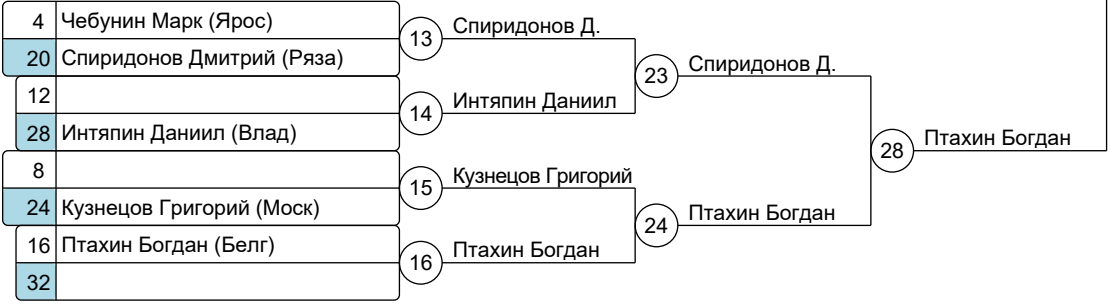 4 Чебунин Марк (Ярос)
13 Спиридонов Д.
20 Спиридонов Дмитрий (Ряза)
23 Спиридонов Д.
12
14 Интяпин Даниил
28 Интяпин Даниил (Влад)
28 Птахин Богдан
8
15 Кузнецов Григорий
24 Кузнецов Григорий (Моск)
24 Птахин Богдан
16 Птахин Богдан (Белг)
16 Птахин Богдан
32